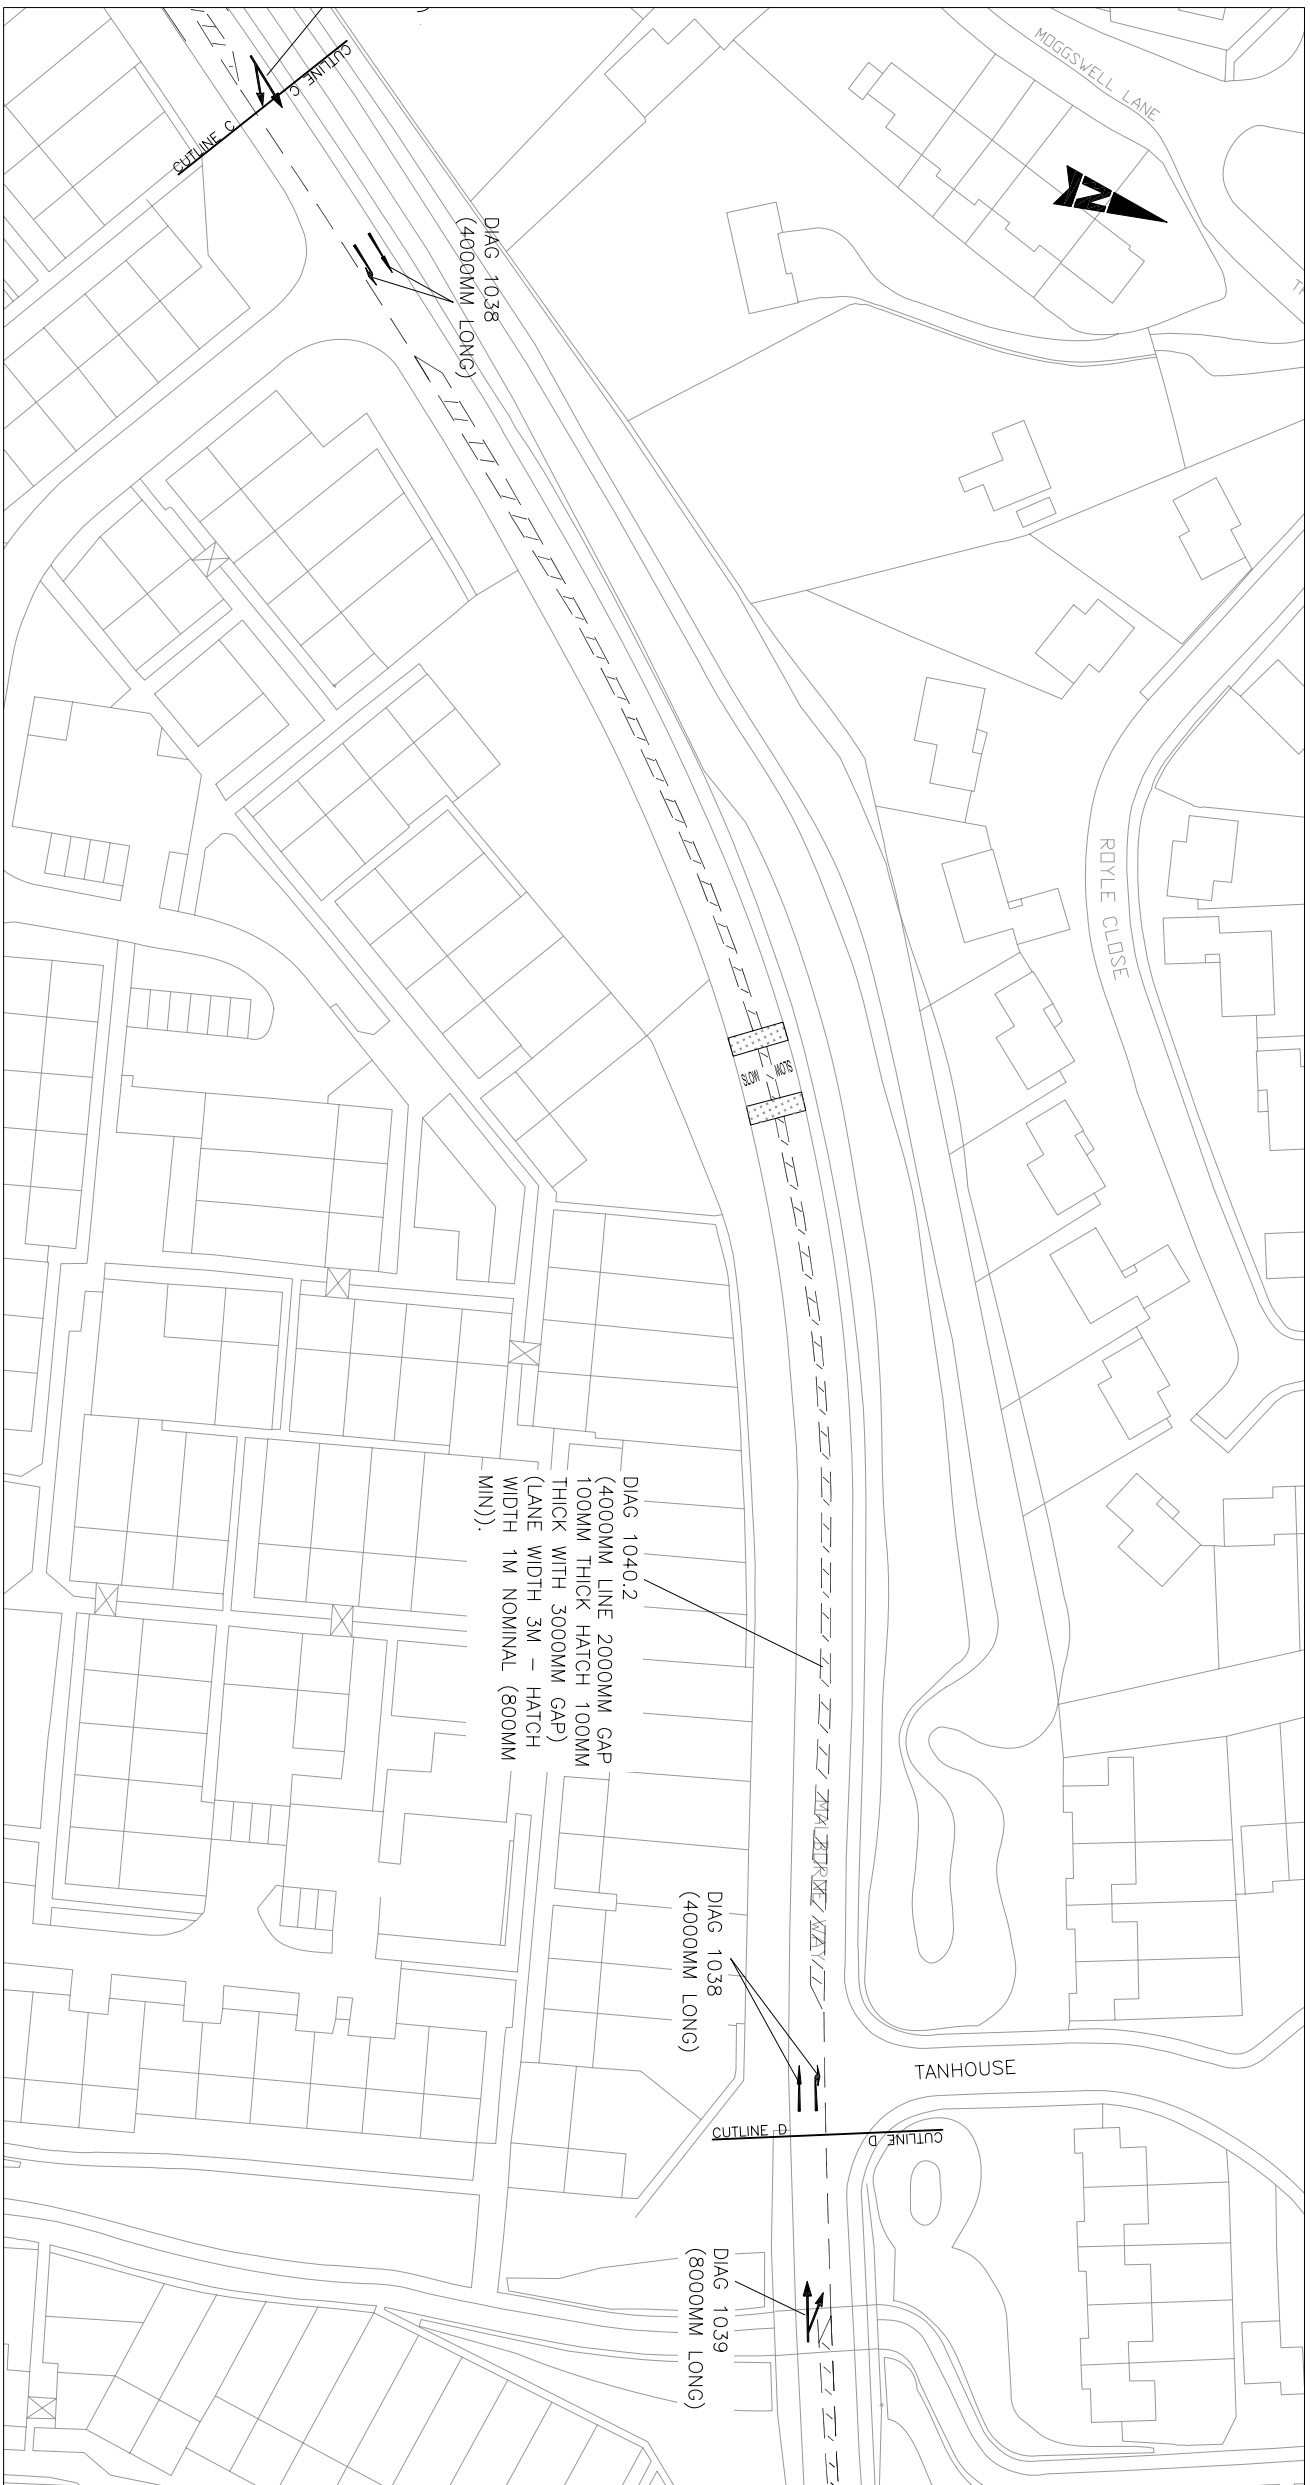 MOGGSWELL LANE
N
CUTLINE C
CUTLINE C
DIAG 1038
(4000MM LONG)
ROYLE CLOSE
SLOW
SLOW
DIAG 1040.2
(4000MM LINE 2000MM GAP
100MM THICK HATCH 100MM
THICK WITH 3000MM GAP)
(LANE WIDTH 3M – HATCH
WIDTH 1M NOMINAL (800MM
MIN)).
MALBORNE WAY
DIAG 1038
(4000MM LONG)
TANHOUSE
CUTLINE D
CUTLINE D
DIAG 1039
(8000MM LONG)